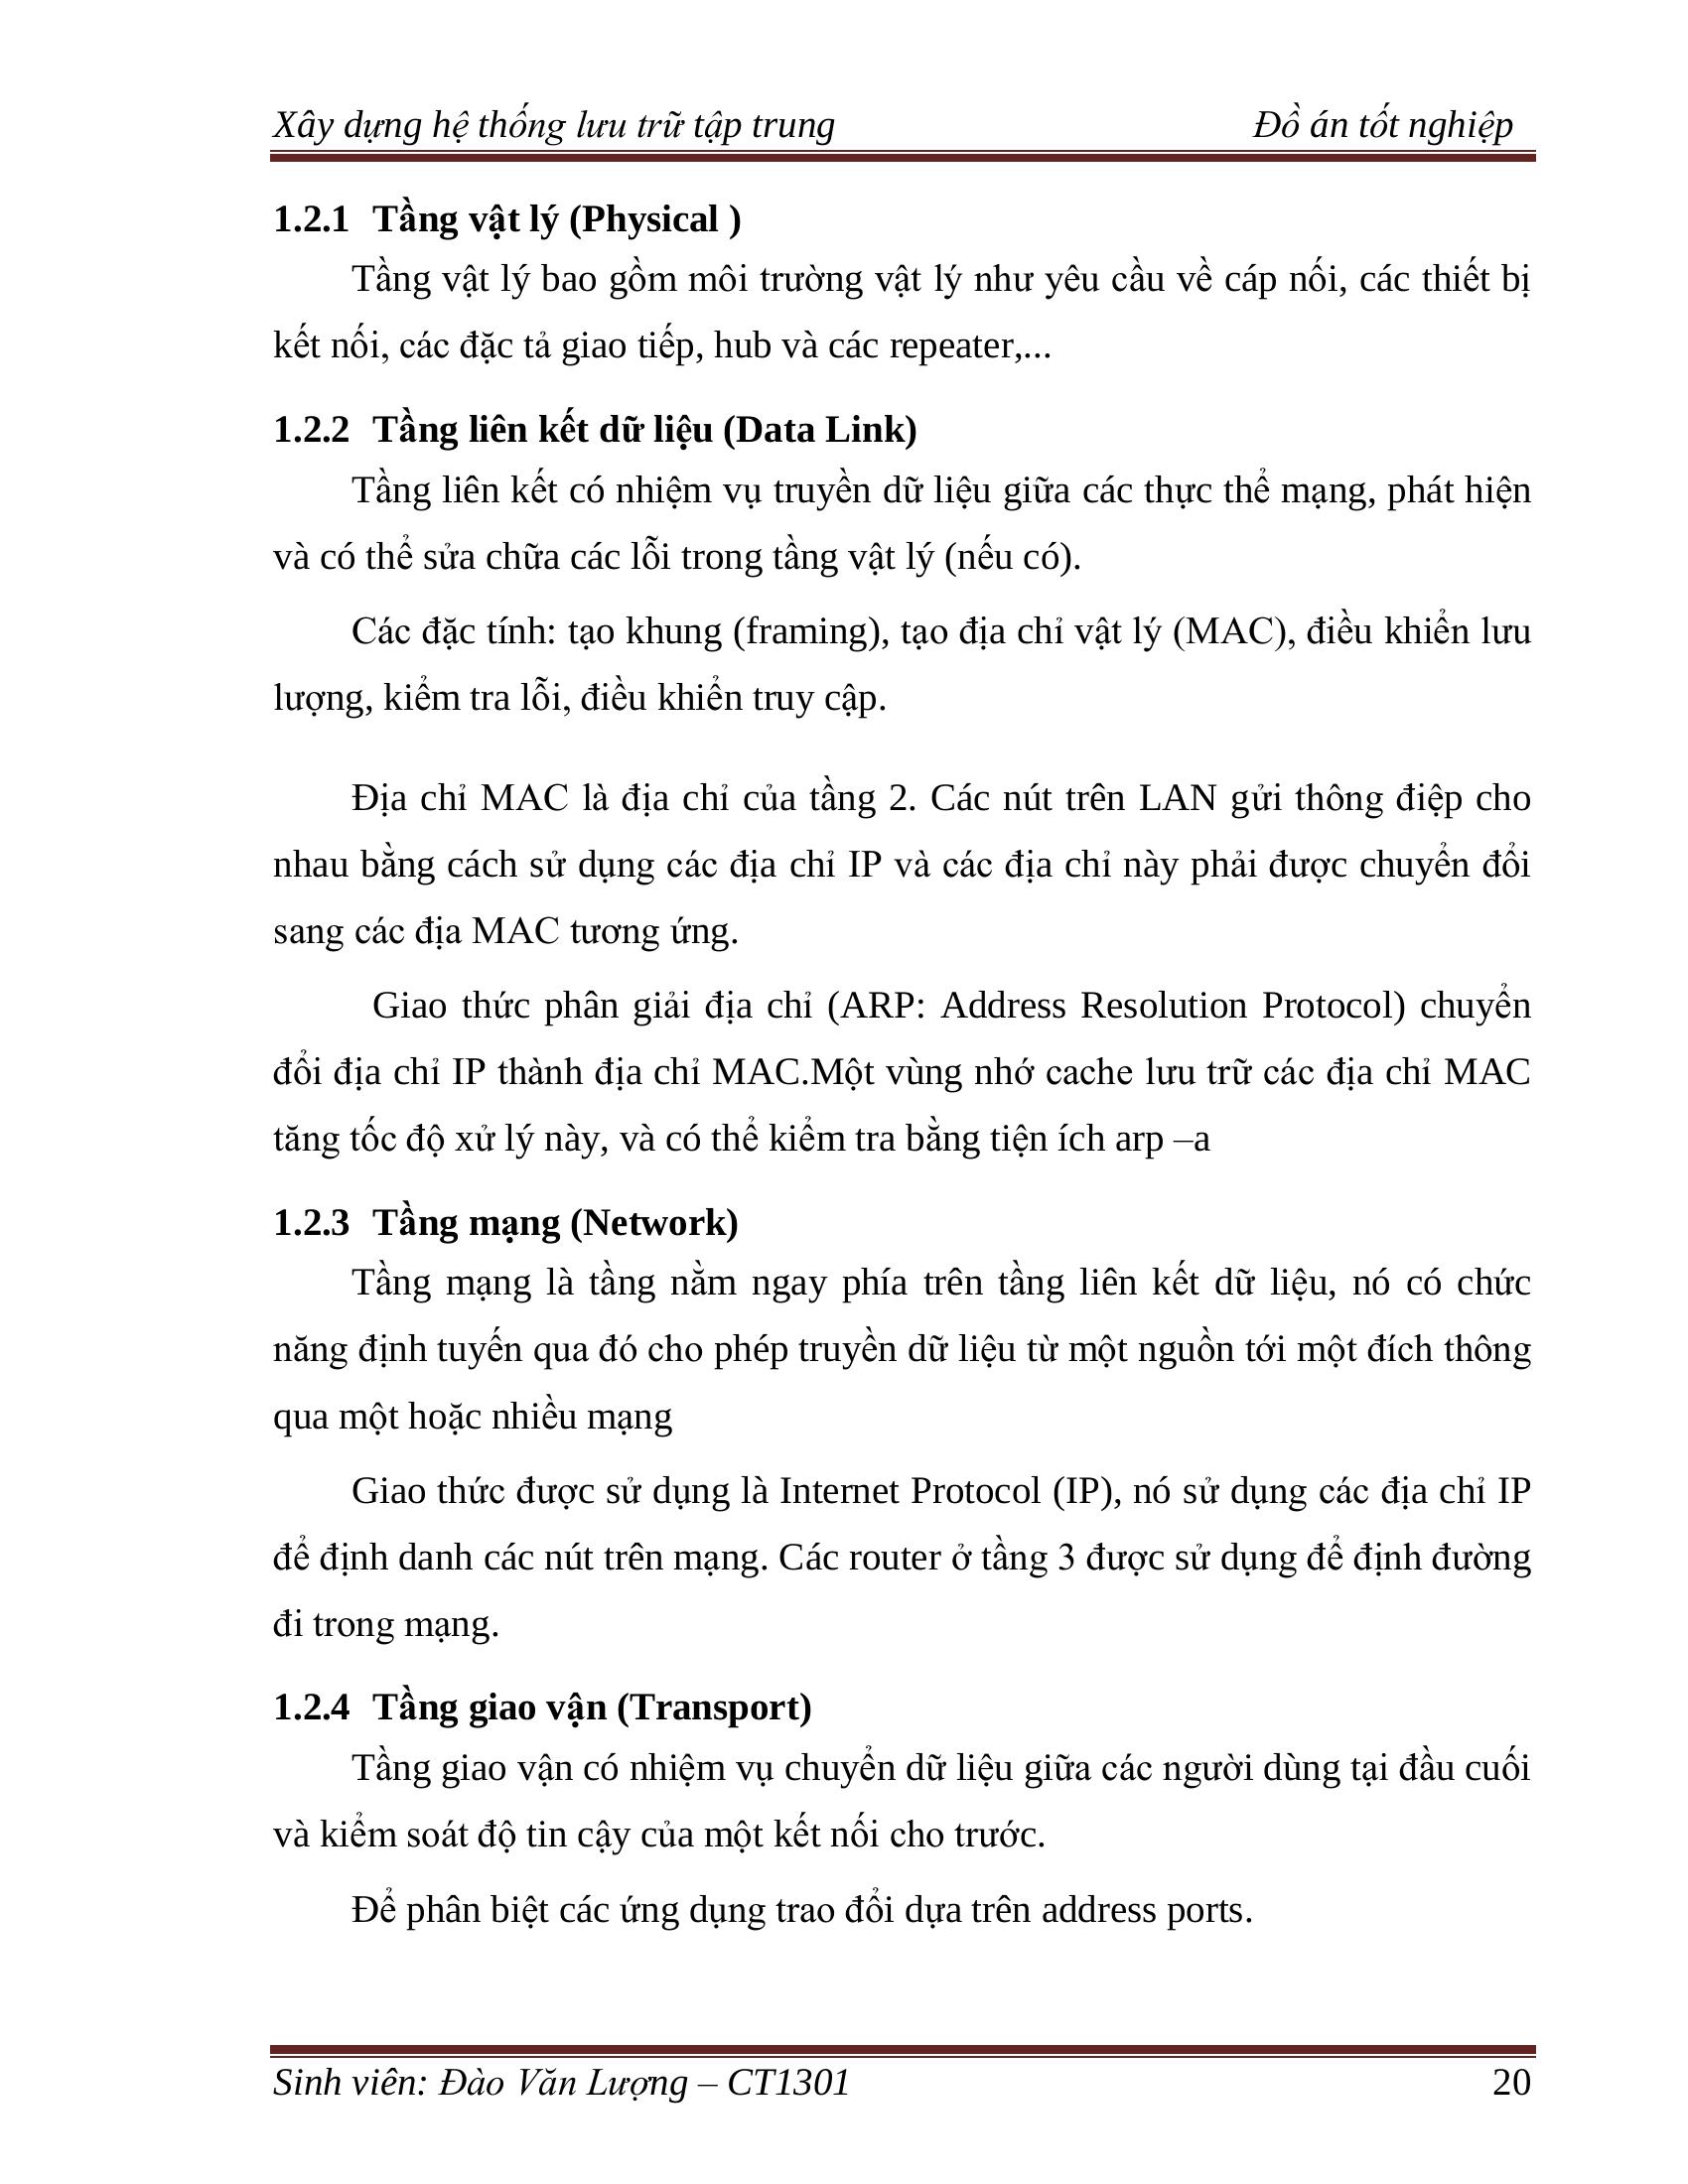 Xây dựng hệ thống lưu trữ tập trung Đồ án tốt nghiệp
1.2.1 Tầng vật lý (Physical )
Tầng vật lý bao gồm môi trường vật lý như yêu cầu về cáp nối, các thiết bị
kết nối, các đặc tả giao tiếp, hub và các repeater,...
1.2.2 Tầng liên kết dữ liệu (Data Link)
Tầng liên kết có nhiệm vụ truyền dữ liệu giữa các thực thể mạng, phát hiện
và có thể sửa chữa các lỗi trong tầng vật lý (nếu có).
Các đặc tính: tạo khung (framing), tạo địa chỉ vật lý (MAC), điều khiển lưu
lượng, kiểm tra lỗi, điều khiển truy cập.
Địa chỉ MAC là địa chỉ của tầng 2. Các nút trên LAN gửi thông điệp cho
nhau bằng cách sử dụng các địa chỉ IP và các địa chỉ này phải được chuyển đổi
sang các địa MAC tương ứng.
Giao thức phân giải địa chỉ (ARP: Address Resolution Protocol) chuyển
đổi địa chỉ IP thành địa chỉ MAC.Một vùng nhớ cache lưu trữ các địa chỉ MAC
tăng tốc độ xử lý này, và có thể kiểm tra bằng tiện ích arp –a
1.2.3 Tầng mạng (Network)
Tầng mạng là tầng nằm ngay phía trên tầng liên kết dữ liệu, nó có chức
năng định tuyến qua đó cho phép truyền dữ liệu từ một nguồn tới một đích thông
qua một hoặc nhiều mạng
Giao thức được sử dụng là Internet Protocol (IP), nó sử dụng các địa chỉ IP
để định danh các nút trên mạng. Các router ở tầng 3 được sử dụng để định đường
đi trong mạng.
1.2.4 Tầng giao vận (Transport)
Tầng giao vận có nhiệm vụ chuyển dữ liệu giữa các người dùng tại đầu cuối
và kiểm soát độ tin cậy của một kết nối cho trước.
Để phân biệt các ứng dụng trao đổi dựa trên address ports.
Sinh viên: Đào Văn Lượng – CT1301 20